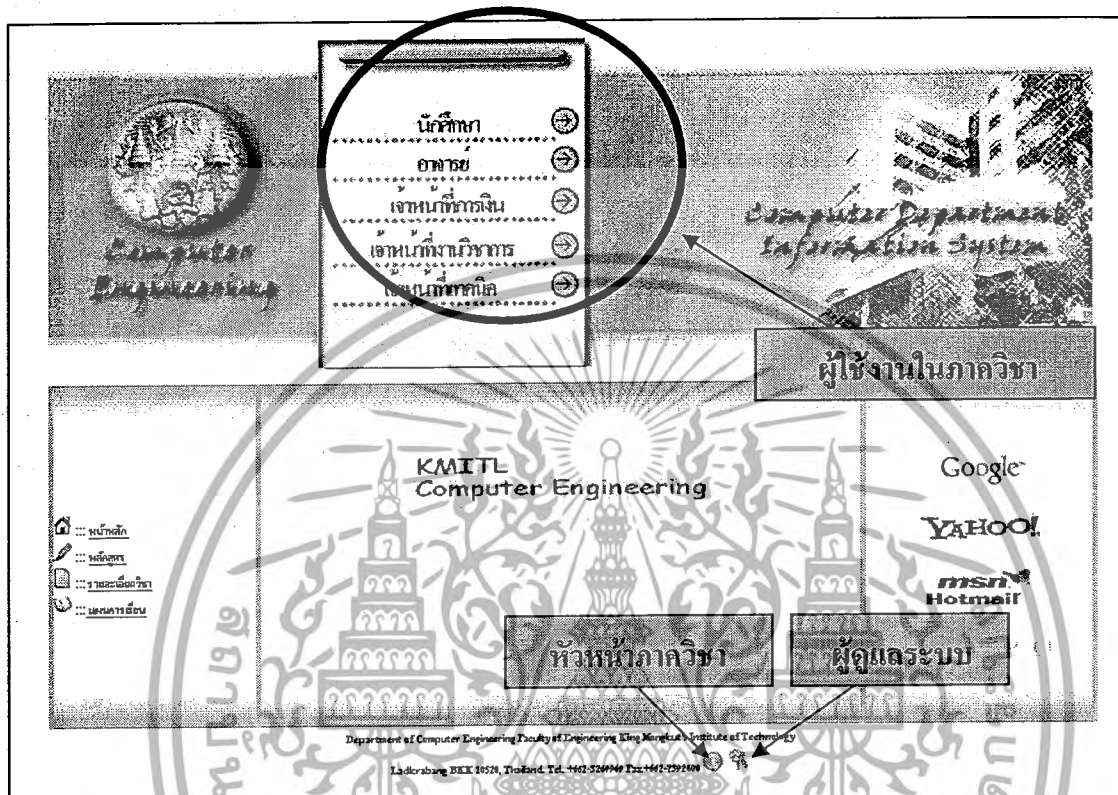 นักศึกษา
อาจารย์
เจ้าหน้าที่การเงิน
เจ้าหน้าที่งานวิชาการ
เจ้าหน้าที่เทคนิค
Computer
Engineering
Computer Department
Information System
ผู้ใช้งานในภาควิชา
KMITL
Computer Engineering
::: หน้าหลัก
::: หลักสูตร
::: รายละเอียดวิชา
::: แผนการเรียน
Google
YAHOO!
msn
Hotmail
หัวหน้าภาควิชา
ผู้ดูแลระบบ
Department of Computer Engineering Faculty of Engineering King Mongkut's Institute of Technology
Ladkrabang BKK 10520, Thailand. Tel. Fax